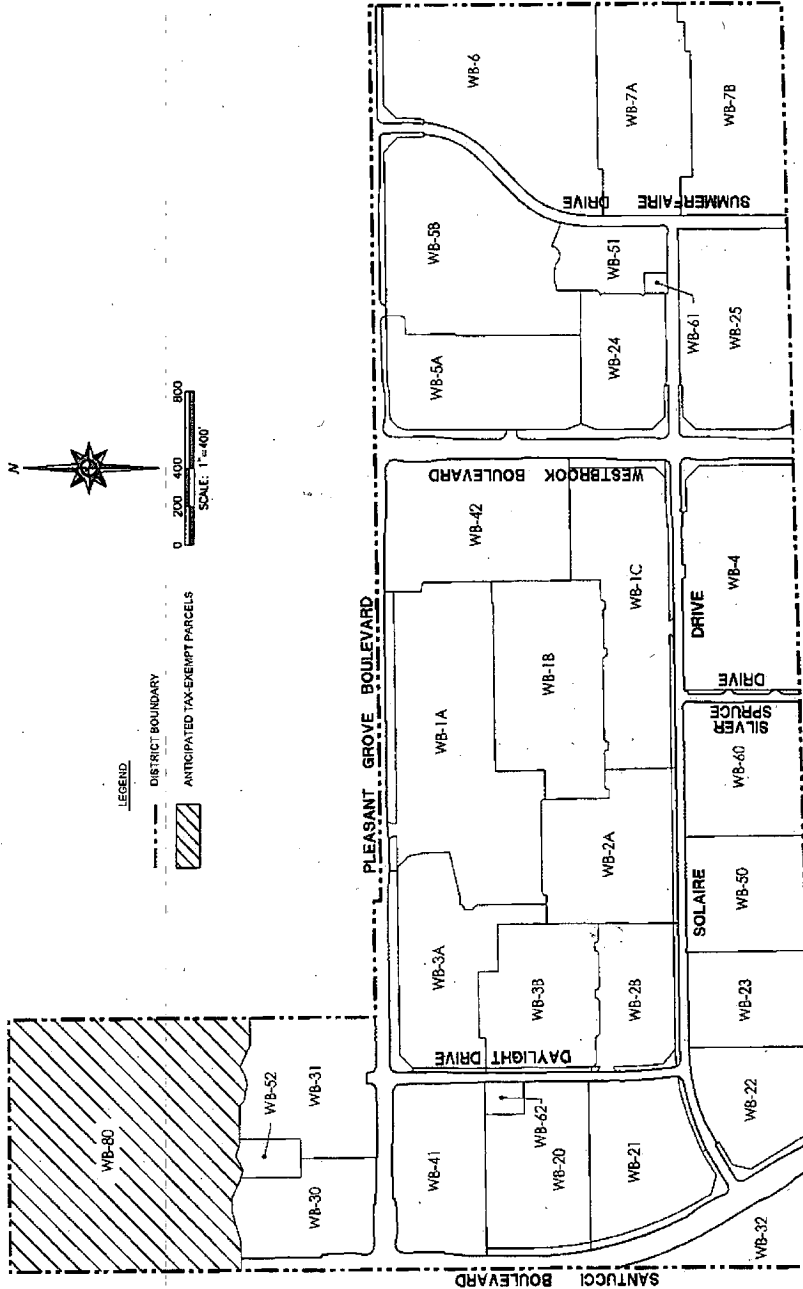 N
0 200 400 800
SCALE: 1"=400'
LEGEND
DISTRICT BOUNDARY
ANTICIPATED TAX-EXEMPT PARCELS
WB-80
WB-52
WB-31
WB-30
PLEASANT GROVE BOULEVARD
WB-6
WB-5B
WB-5A
WB-7A
WB-7B
SUMMERFAIRE DRIVE
WB-51
WB-24
WB-61
WB-25
WESTBROOK BOULEVARD
WB-42
WB-1A
WB-1B
WB-1C
WB-3A
WB-3B
WB-2A
WB-2B
DAYLIGHT DRIVE
WB-41
WB-62
WB-20
WB-21
WB-4
SOLAIRE DRIVE
SILVER
SPRUCE
DRIVE
WB-60
WB-50
WB-23
WB-22
WB-32
SANTUCCI BOULEVARD